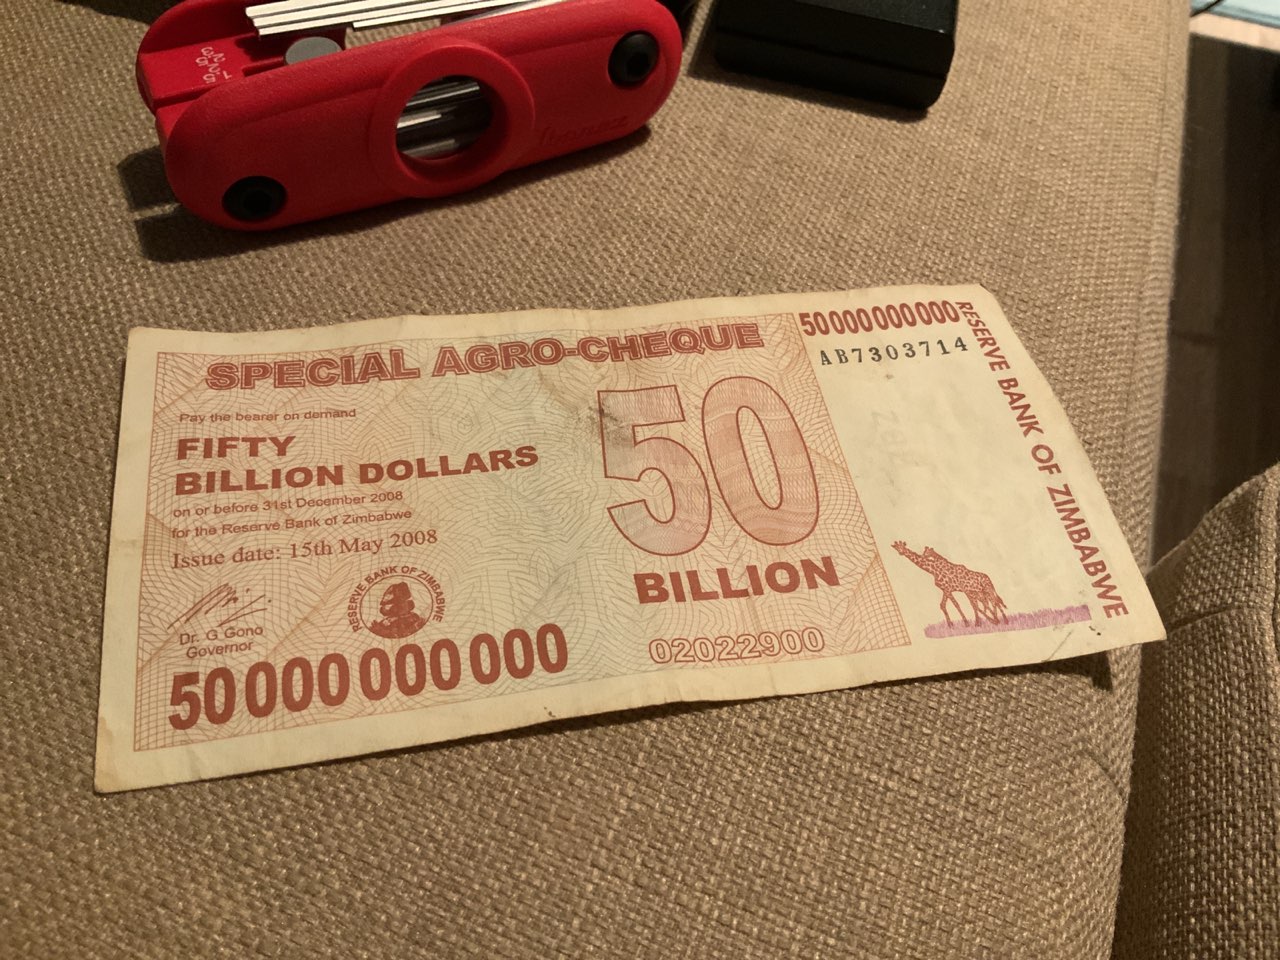 SPECIAL AGRO-CHEQUE
50000000000
AB7303714
RESERVE BANK OF ZIMBABWE
Pay the bearer on demand
FIFTY
BILLION DOLLARS
on or before 31st December 2008
for the Reserve Bank of Zimbabwe
Issue date: 15th May 2008
50
BILLION
RESERVE BANK OF ZIMBABWE
Dr. G Gono
Governor
50 000 000 000
02022900